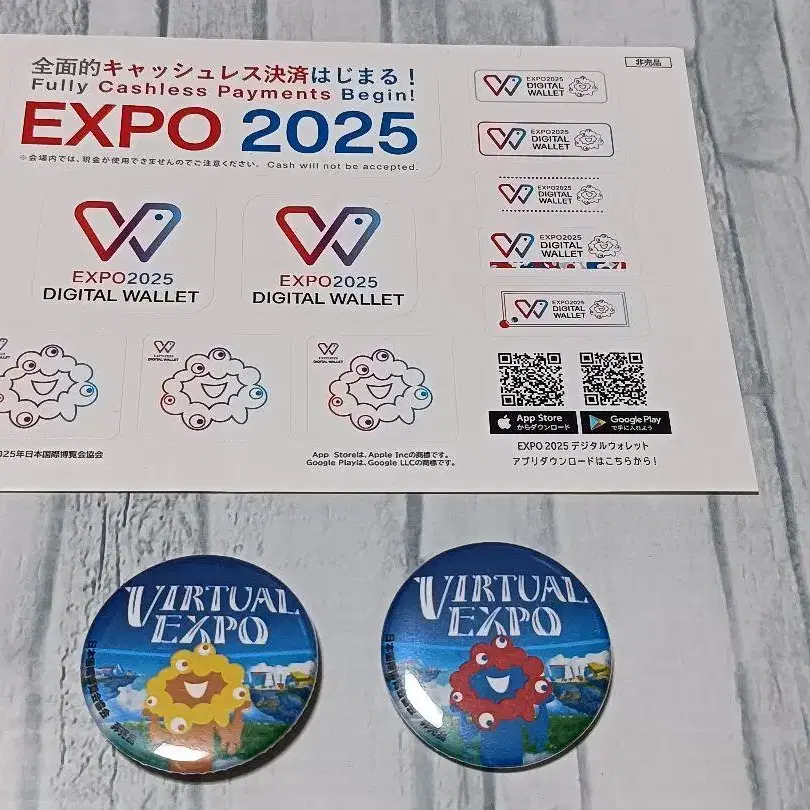 全面的キャッシュレス決済はじまる！
Fully Cashless Payments Begin!
EXPO 2025
※会場内では、現金が使用できませんのでご注意ください。 Cash will not be accepted.
非売品
EXPO2025
DIGITAL WALLET
EXPO2025
DIGITAL WALLET
EXPO2025
DIGITAL
WALLET
EXPO2025
DIGITAL
WALLET
EXPO2025
DIGITAL
WALLET
EXPO2025
DIGITAL
WALLET
EXPO2025
DIGITAL
WALLET
EXPO2025
DIGITAL WALLET
EXPO2025
DIGITAL WALLET
App Store
からダウンロード
Google Play
で手に入れよう
EXPO 2025 デジタルウォレット
アプリダウンロードはこちらから！
025年日本国際博覧会協会
App Storeは、Apple Incの商標です。
Google Playは、Google LLCの商標です。
VIRTUAL
EXPO
VIRTUAL
EXPO